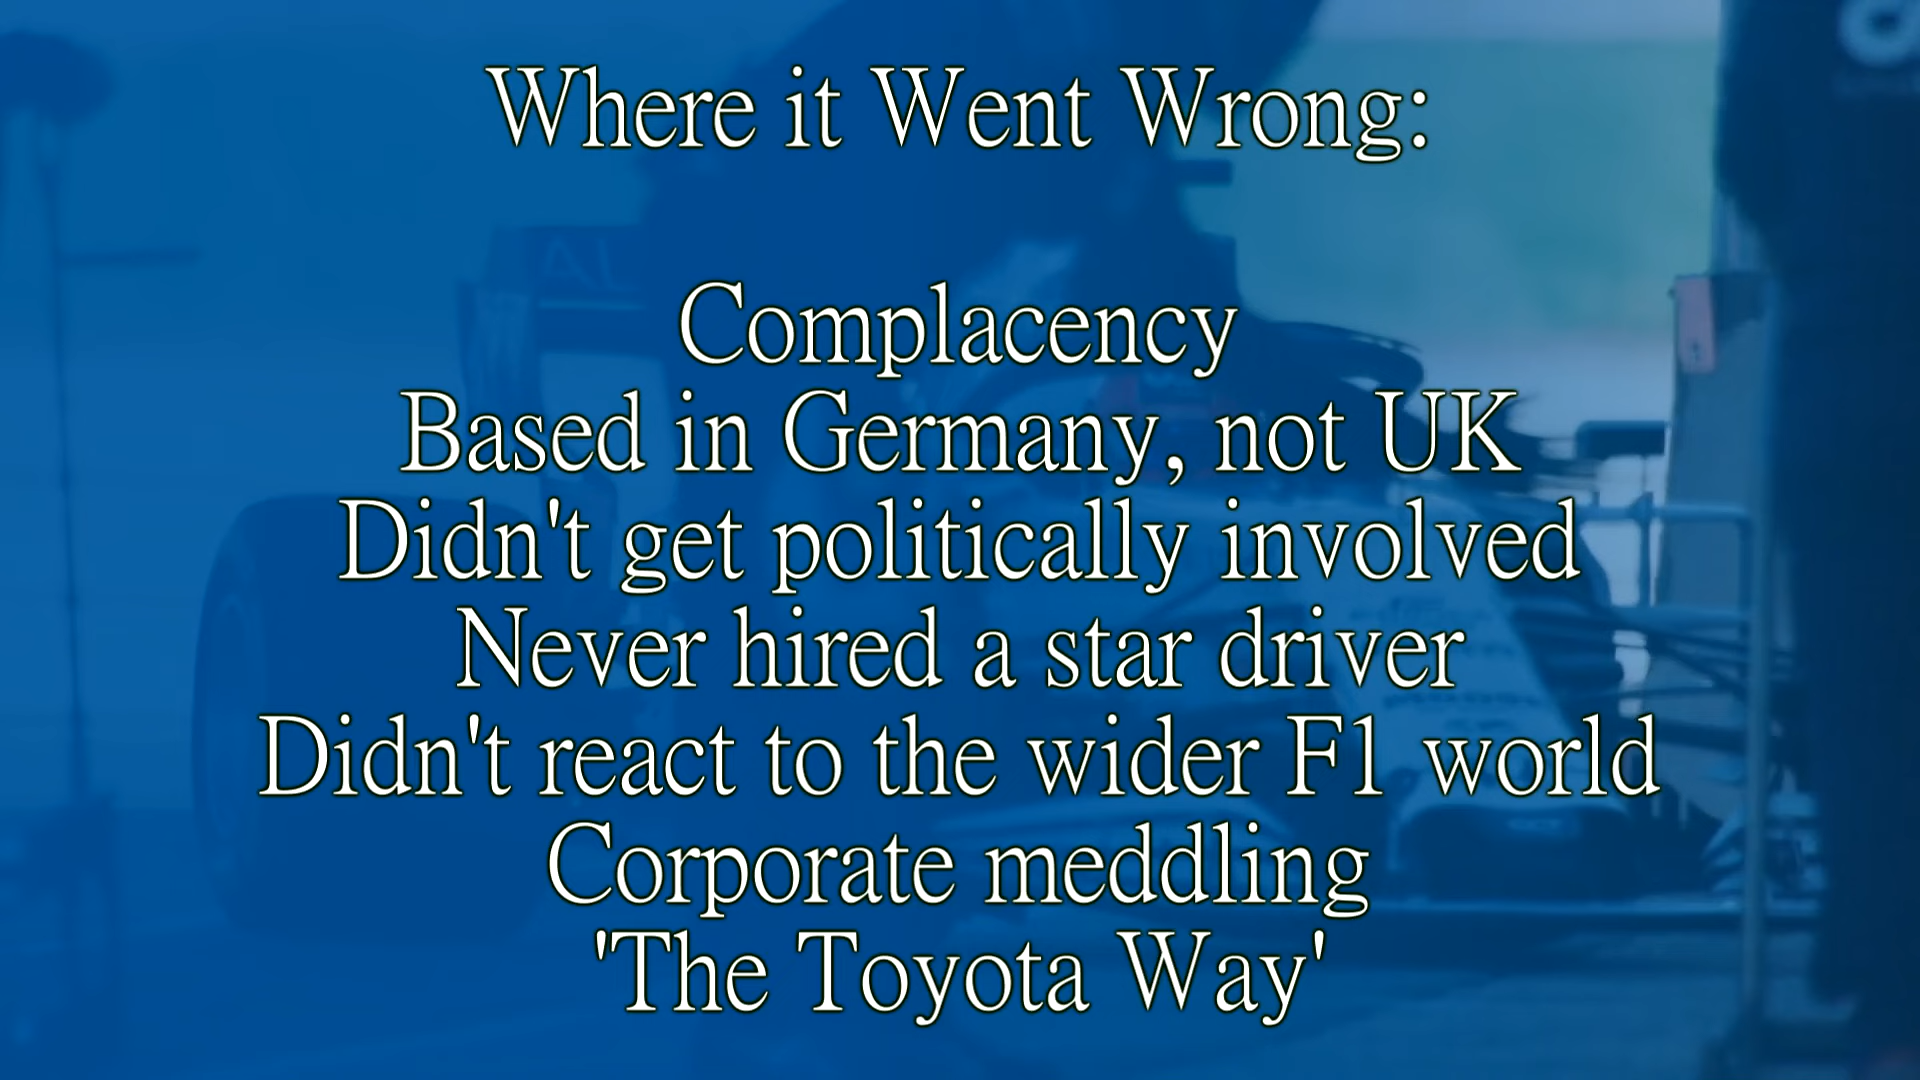 Where it Went Wrong:
Complacency
Based in Germany, not UK
Didn't get politically involved
Never hired a star driver
Didn't react to the wider F1 world
Corporate meddling
'The Toyota Way'
AL